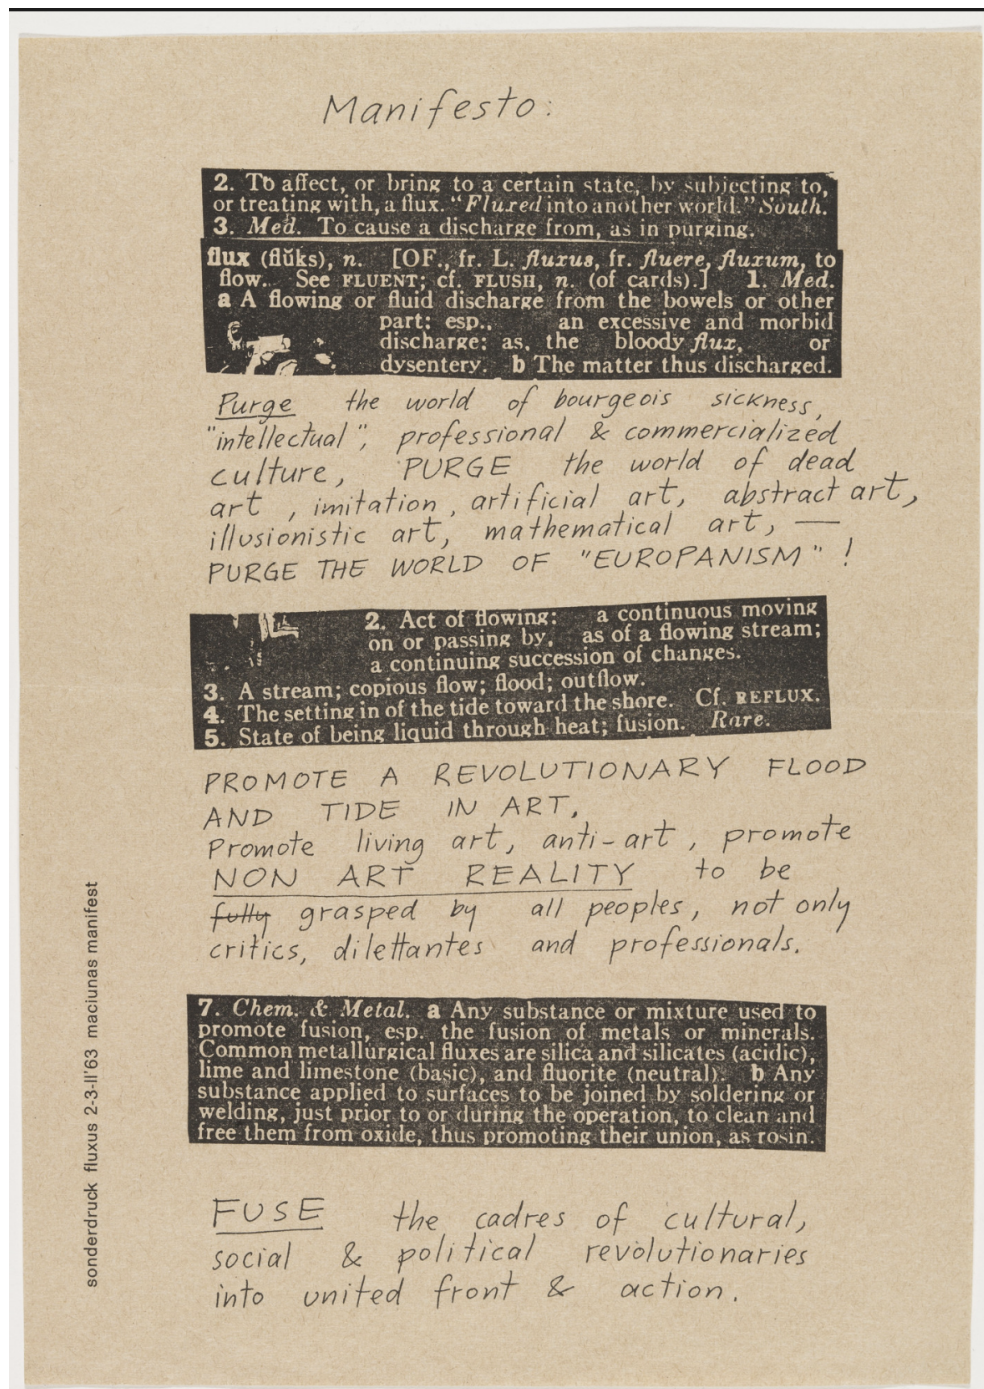 Manifesto:
2. To affect, or bring to a certain state, by subjecting to,
or treating with, a flux. "Fluxed into another world." South.
3. Med. To cause a discharge from, as in purging.
flux (flŭks), n. [OF., fr. L. fluxus, fr. fluere, fluxum, to
flow. See FLUENT; cf. FLUSH, n. (of cards).] 1. Med.
a A flowing or fluid discharge from the bowels or other
part: esp., an excessive and morbid
discharge: as, the bloody flux, or
dysentery. b The matter thus discharged.
Purge the world of bourgeois sickness,
"intellectual", professional & commercialized
culture, PURGE the world of dead
art, imitation, artificial art, abstract art,
illusionistic art, mathematical art, —
PURGE THE WORLD OF "EUROPANISM"!
2. Act of flowing: a continuous moving
on or passing by, as of a flowing stream;
a continuing succession of changes.
3. A stream; copious flow; flood; outflow.
4. The setting in of the tide toward the shore. Cf. REFLUX.
5. State of being liquid through heat; fusion. Rare.
PROMOTE A REVOLUTIONARY FLOOD
AND TIDE IN ART,
Promote living art, anti-art, promote
NON ART REALITY to be
fully grasped by all peoples, not only
critics, dilettantes and professionals.
7. Chem. & Metal. a Any substance or mixture used to
promote fusion, esp. the fusion of metals or minerals.
Common metallurgical fluxes are silica and silicates (acidic),
lime and limestone (basic), and fluorite (neutral). b Any
substance applied to surfaces to be joined by soldering or
welding, just prior to or during the operation, to clean and
free them from oxide, thus promoting their union, as rosin.
FUSE the cadres of cultural,
social & political revolutionaries
into united front & action.
sonderdruck fluxus 2-3-II'63 maciunas manifest